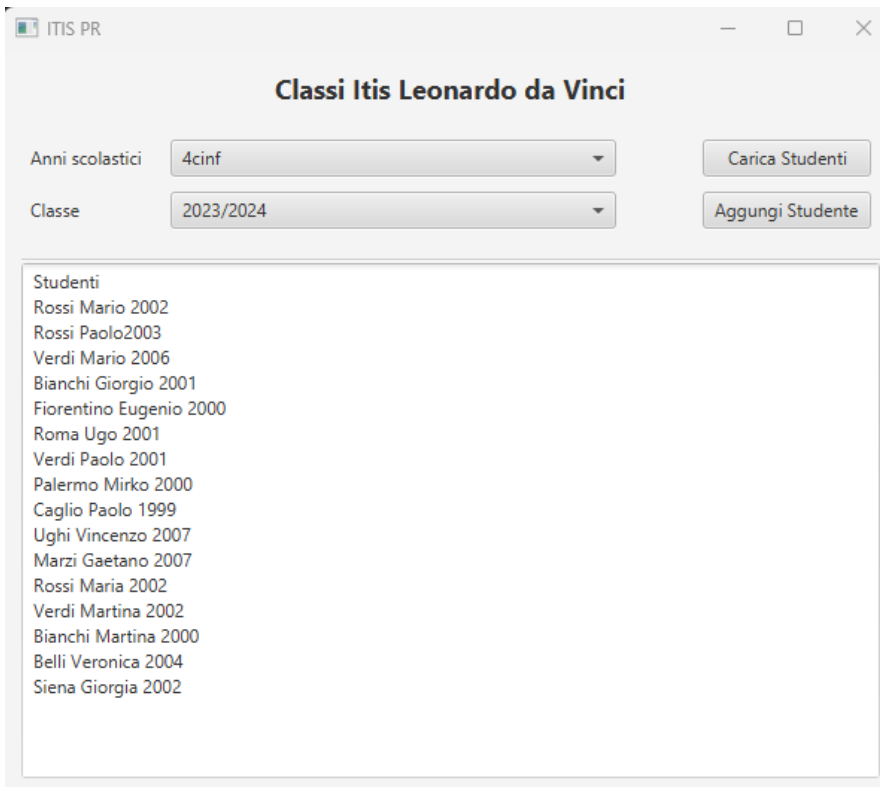 ITIS PR
Classi Itis Leonardo da Vinci
Anni scolastici 4cinf Carica Studenti
Classe 2023/2024 Aggungi Studente
Studenti
Rossi Mario 2002
Rossi Paolo2003
Verdi Mario 2006
Bianchi Giorgio 2001
Fiorentino Eugenio 2000
Roma Ugo 2001
Verdi Paolo 2001
Palermo Mirko 2000
Caglio Paolo 1999
Ughi Vincenzo 2007
Marzi Gaetano 2007
Rossi Maria 2002
Verdi Martina 2002
Bianchi Martina 2000
Belli Veronica 2004
Siena Giorgia 2002